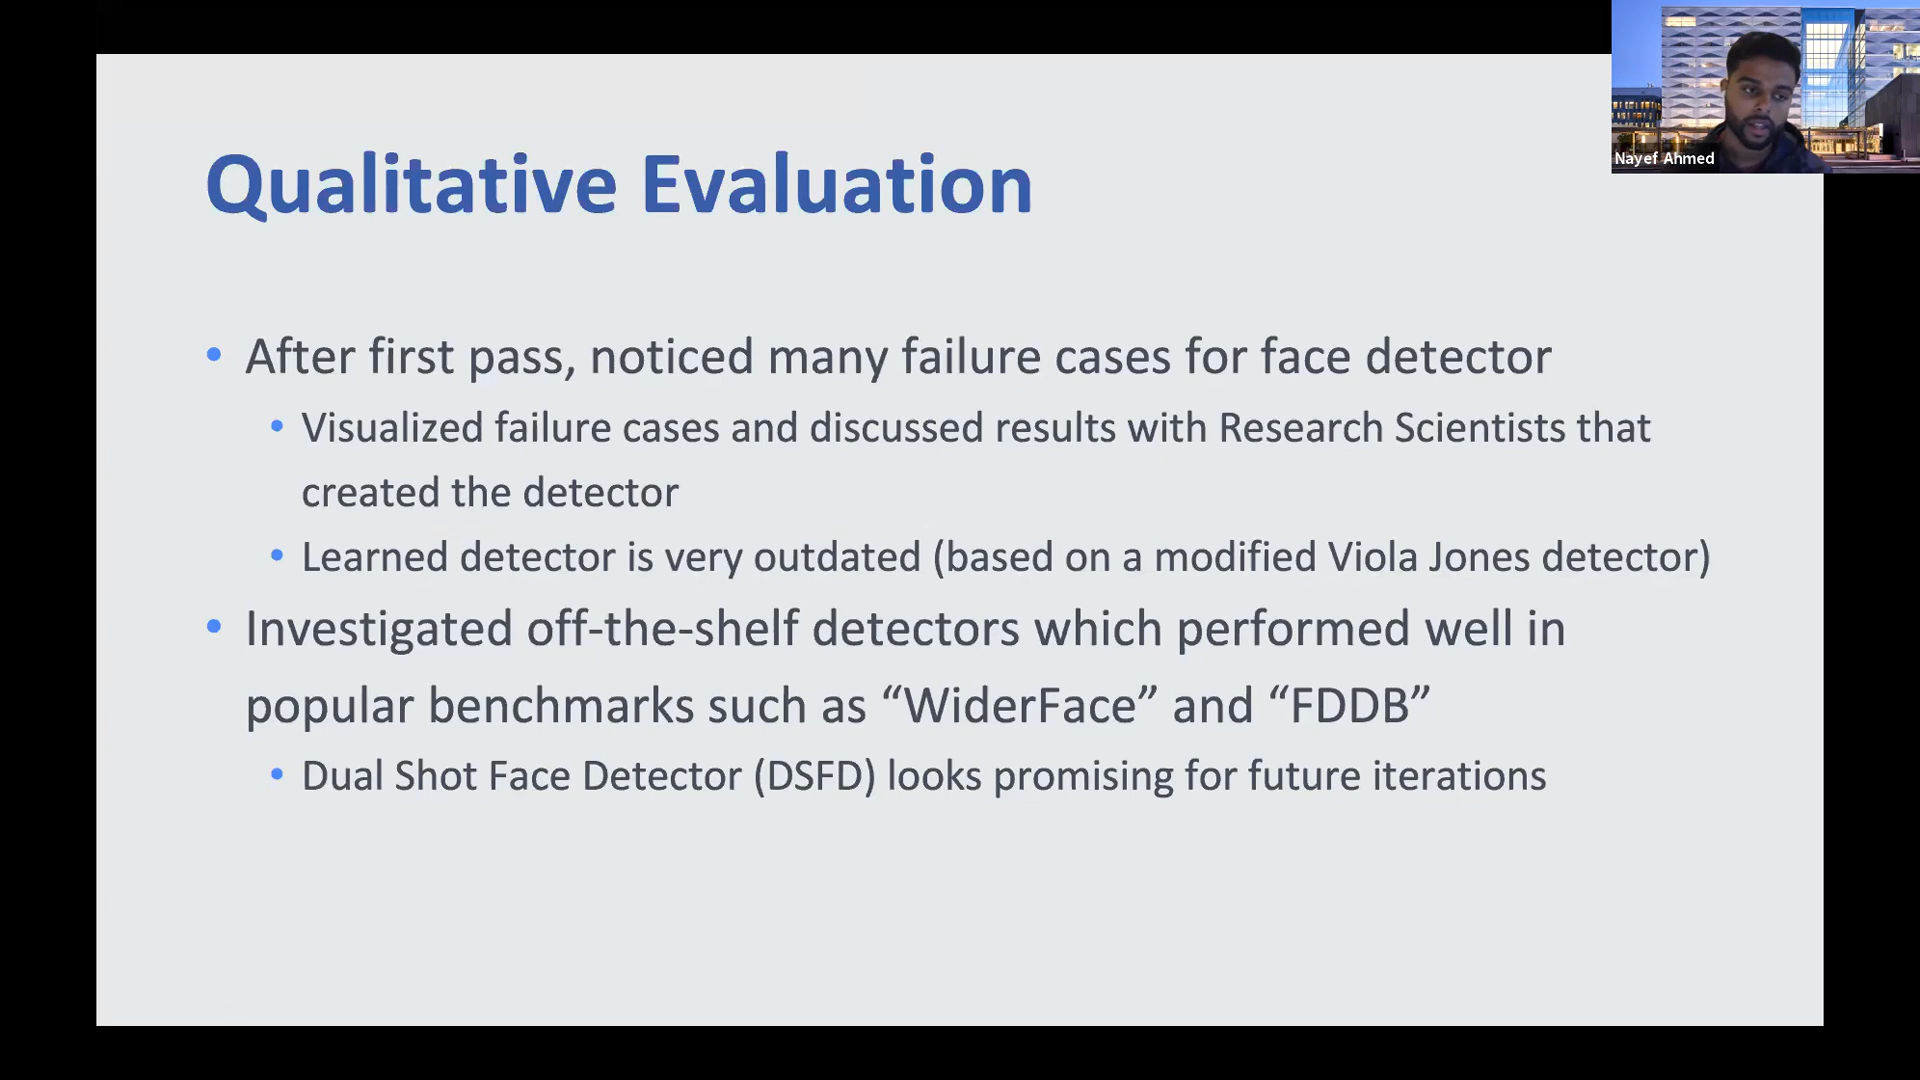 Nayef Ahmed
Qualitative Evaluation
• After first pass, noticed many failure cases for face detector
• Visualized failure cases and discussed results with Research Scientists that
created the detector
• Learned detector is very outdated (based on a modified Viola Jones detector)
• Investigated off-the-shelf detectors which performed well in
popular benchmarks such as “WiderFace” and “FDDB”
• Dual Shot Face Detector (DSFD) looks promising for future iterations